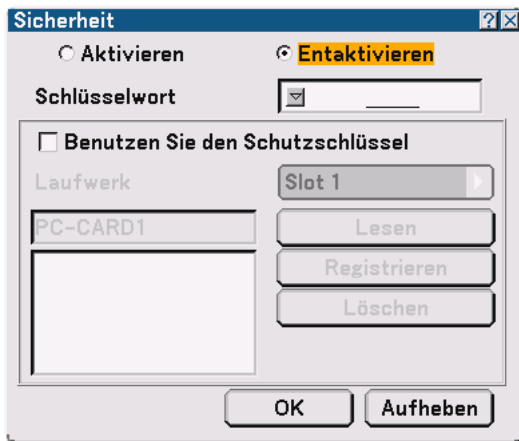 Sicherheit
Aktivieren Entaktivieren
Schlüsselwort
Benutzen Sie den Schutzschlüssel
Laufwerk Slot 1
PC-CARD1 Lesen
Registrieren
Löschen
OK Aufheben